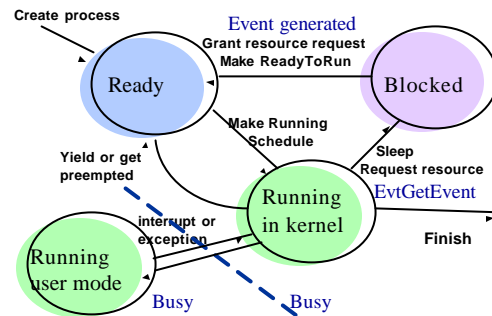 Create process
Event generated
Grant resource request
Make ReadyToRun
Ready
Blocked
Make Running
Schedule
Yield or get
preempted
Sleep
Request resource
EvtGetEvent
Running
in kernel
interrupt or
exception
Finish
Running
user mode
Busy
Busy